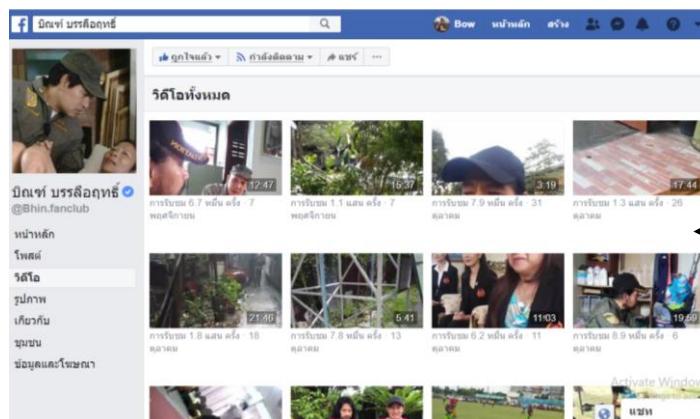 บิณฑ์ บรรลือฤทธิ์
Bow หน้าหลัก สร้าง
ถูกใจแล้ว กำลังติดตาม แชร์ ...
วิดีโอทั้งหมด
12:47
15:37
3:19
17:44
การรับชม 6.7 หมื่น ครั้ง · 7 พฤศจิกายน
การรับชม 1.1 แสน ครั้ง · 7 พฤศจิกายน
การรับชม 7.9 หมื่น ครั้ง · 31 ตุลาคม
การรับชม 1.3 แสน ครั้ง · 26 ตุลาคม
บิณฑ์ บรรลือฤทธิ์
@Bhin.fanclub
หน้าหลัก
โพสต์
วิดีโอ
รูปภาพ
เกี่ยวกับ
ชุมชน
ข้อมูลและโฆษณา
21:46
5:41
11:03
19:59
การรับชม 1.8 แสน ครั้ง · 18 ตุลาคม
การรับชม 7.8 หมื่น ครั้ง · 13 ตุลาคม
การรับชม 6.2 หมื่น ครั้ง · 11 ตุลาคม
การรับชม 8.9 หมื่น ครั้ง · 6 ตุลาคม
Activate Window
แชท